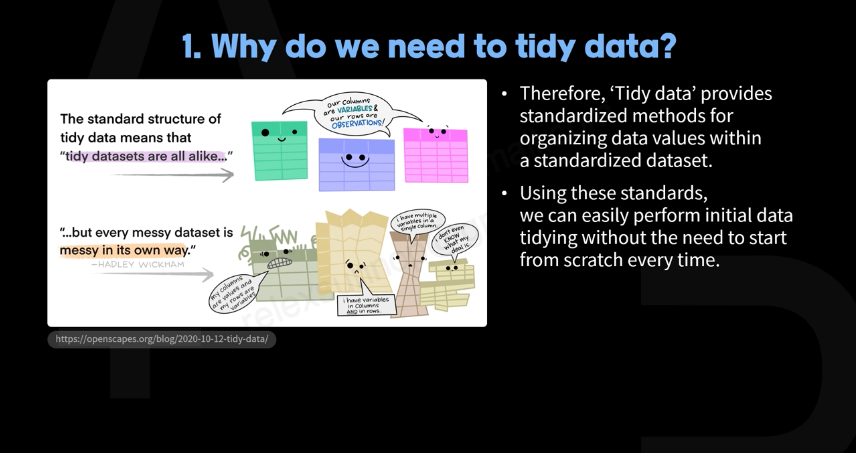 1. Why do we need to tidy data?
The standard structure of
tidy data means that
“tidy datasets are all alike...”
our columns
are VARIABLES &
our rows are
OBSERVATIONS!
“...but every messy dataset is
messy in its own way.”
—HADLEY WICKHAM
my columns
are values and
my rows are
variables
I have variables
in columns
AND in rows...
I have multiple
variables in a
single column
I don't even
KNOW
what my
deal is
https://openscapes.org/blog/2020-10-12-tidy-data/
• Therefore, ‘Tidy data’ provides
standardized methods for
organizing data values within
a standardized dataset.
• Using these standards,
we can easily perform initial data
tidying without the need to start
from scratch every time.